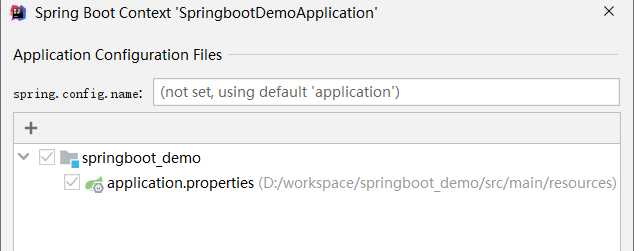 Spring Boot Context 'SpringbootDemoApplication'
Application Configuration Files
spring.config.name: (not set, using default 'application')
springboot_demo
application.properties (D:/workspace/springboot_demo/src/main/resources)